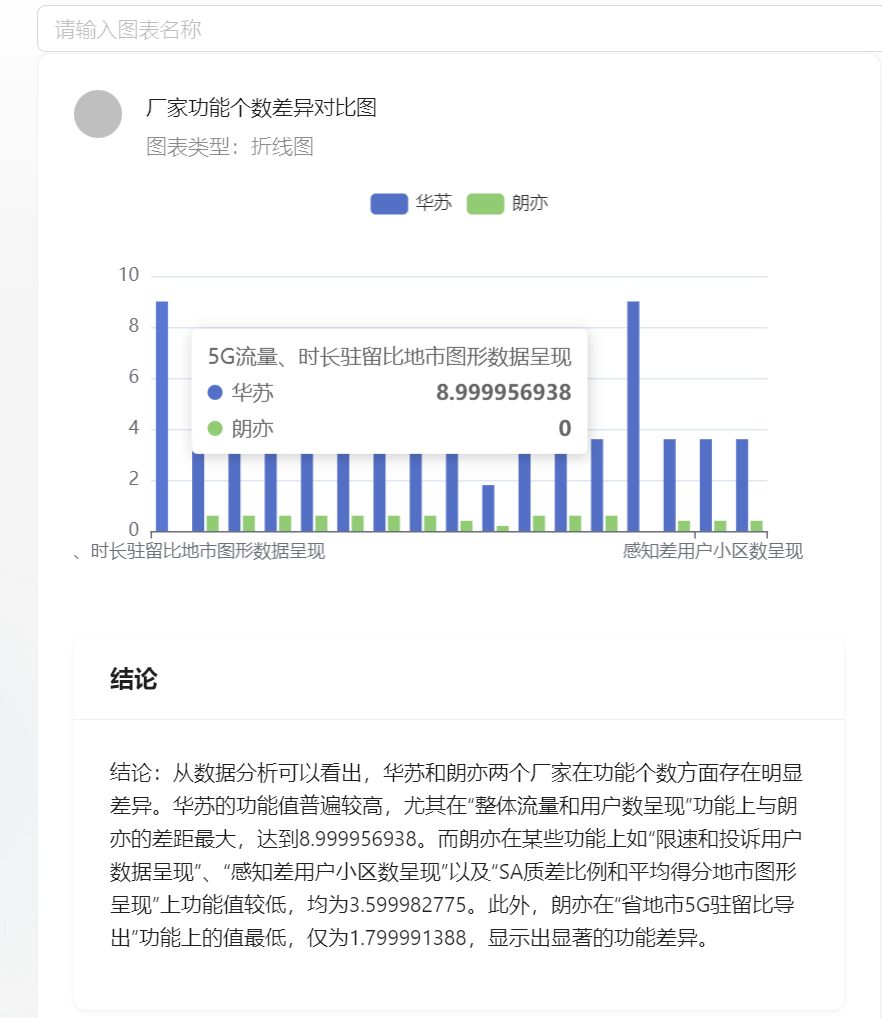 请输入图表名称
厂家功能个数差异对比图
图表类型：折线图
华苏 朗亦
10
8
6
4
2
0
5G流量、时长驻留比地市图形数据呈现
华苏 8.999956938
朗亦 0
、时长驻留比地市图形数据呈现 感知差用户小区数呈现
结论
结论：从数据分析可以看出，华苏和朗亦两个厂家在功能个数方面存在明显
差异。华苏的功能值普遍较高，尤其在“整体流量和用户数呈现”功能上与朗
亦的差距最大，达到8.999956938。而朗亦在某些功能上如“限速和投诉用户
数据呈现”、“感知差用户小区数呈现”以及“SA质差比例和平均得分地市图形
呈现”上功能值较低，均为3.599982775。此外，朗亦在“省地市5G驻留比导
出”功能上的值最低，仅为1.799991388，显示出显著的功能差异。